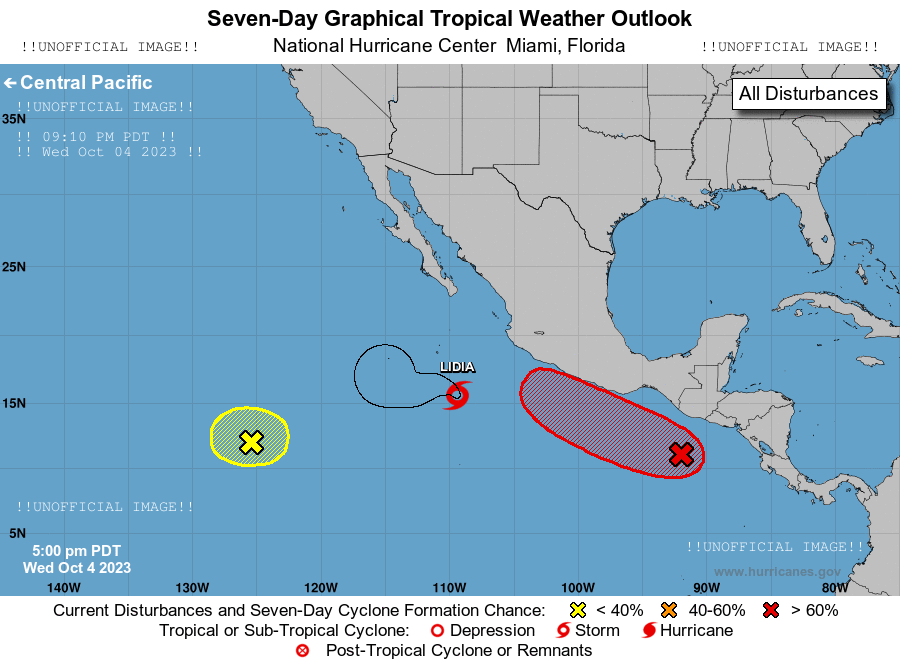 Seven-Day Graphical Tropical Weather Outlook
!!UNOFFICIAL IMAGE!! National Hurricane Center Miami, Florida !!UNOFFICIAL IMAGE!!
← Central Pacific
All Disturbances
!!UNOFFICIAL IMAGE!!
35N
!! 09:10 PM PDT !!
!! Wed Oct 04 2023 !!
25N
LIDIA
15N
!!UNOFFICIAL IMAGE!!
5N
5:00 pm PDT
Wed Oct 4 2023
!!UNOFFICIAL IMAGE!!
www.hurricanes.gov
140W 130W 120W 110W 100W 90W 80W
Current Disturbances and Seven-Day Cyclone Formation Chance: < 40% 40-60% > 60%
Tropical or Sub-Tropical Cyclone: Depression Storm Hurricane
Post-Tropical Cyclone or Remnants